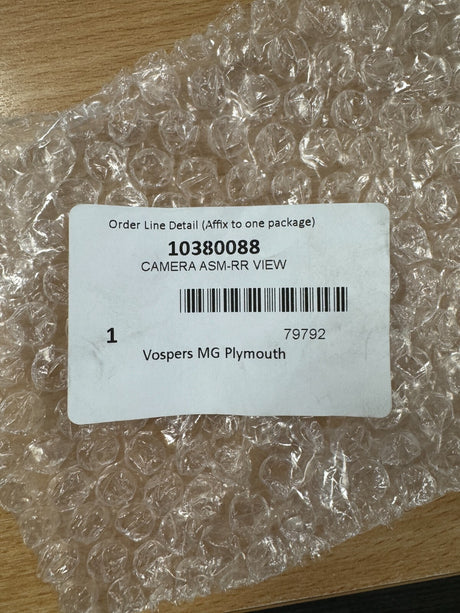 Order Line Detail (Affix to one package)
10380088
CAMERA ASM-RR VIEW
1
79792
Vospers MG Plymouth